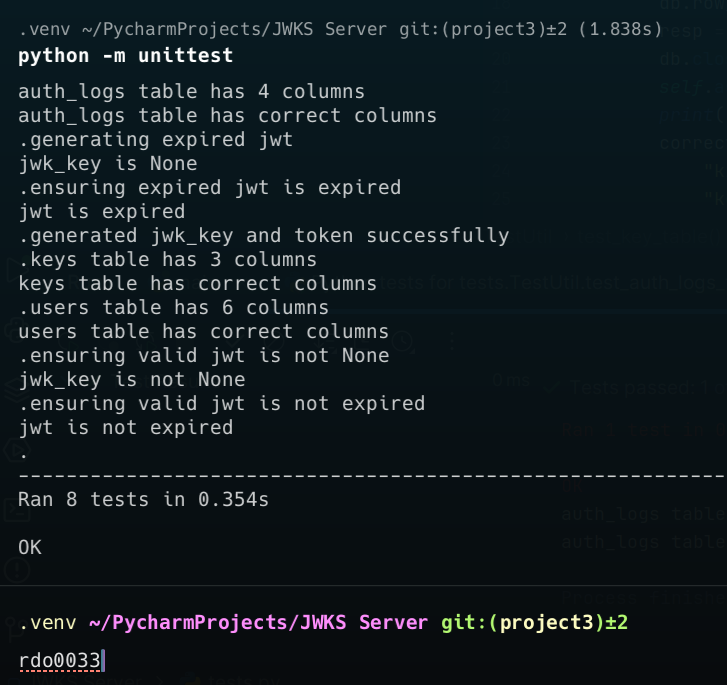 .venv ~/PycharmProjects/JWKS Server git:(project3)±2 (1.838s)
python -m unittest
auth_logs table has 4 columns
auth_logs table has correct columns
.generating expired jwt
jwk_key is None
.ensuring expired jwt is expired
jwt is expired
.generated jwk_key and token successfully
.keys table has 3 columns
keys table has correct columns
.users table has 6 columns
users table has correct columns
.ensuring valid jwt is not None
jwk_key is not None
.ensuring valid jwt is not expired
jwt is not expired
.
----------------------------------------------------------------------
Ran 8 tests in 0.354s
OK
.venv ~/PycharmProjects/JWKS Server git:(project3)±2
rdo0033